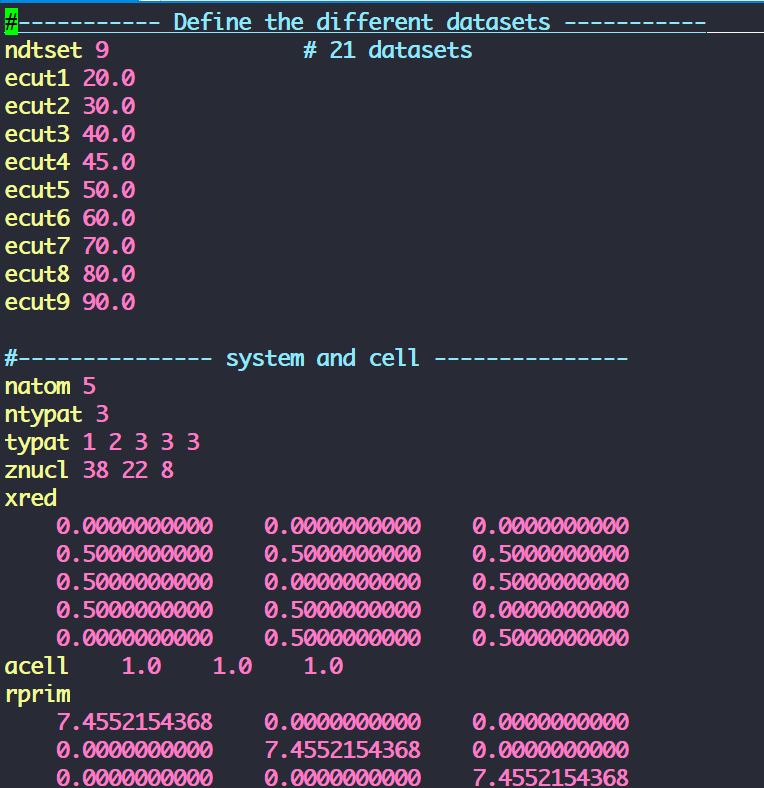 #----------- Define the different datasets -----------
ndtset 9               # 21 datasets
ecut1 20.0
ecut2 30.0
ecut3 40.0
ecut4 45.0
ecut5 50.0
ecut6 60.0
ecut7 70.0
ecut8 80.0
ecut9 90.0
#--------------- system and cell ---------------
natom 5
ntypat 3
typat 1 2 3 3 3
znucl 38 22 8
xred
    0.0000000000    0.0000000000    0.0000000000
    0.5000000000    0.5000000000    0.5000000000
    0.5000000000    0.0000000000    0.5000000000
    0.5000000000    0.5000000000    0.0000000000
    0.0000000000    0.5000000000    0.5000000000
acell    1.0    1.0    1.0
rprim
    7.4552154368    0.0000000000    0.0000000000
    0.0000000000    7.4552154368    0.0000000000
    0.0000000000    0.0000000000    7.4552154368